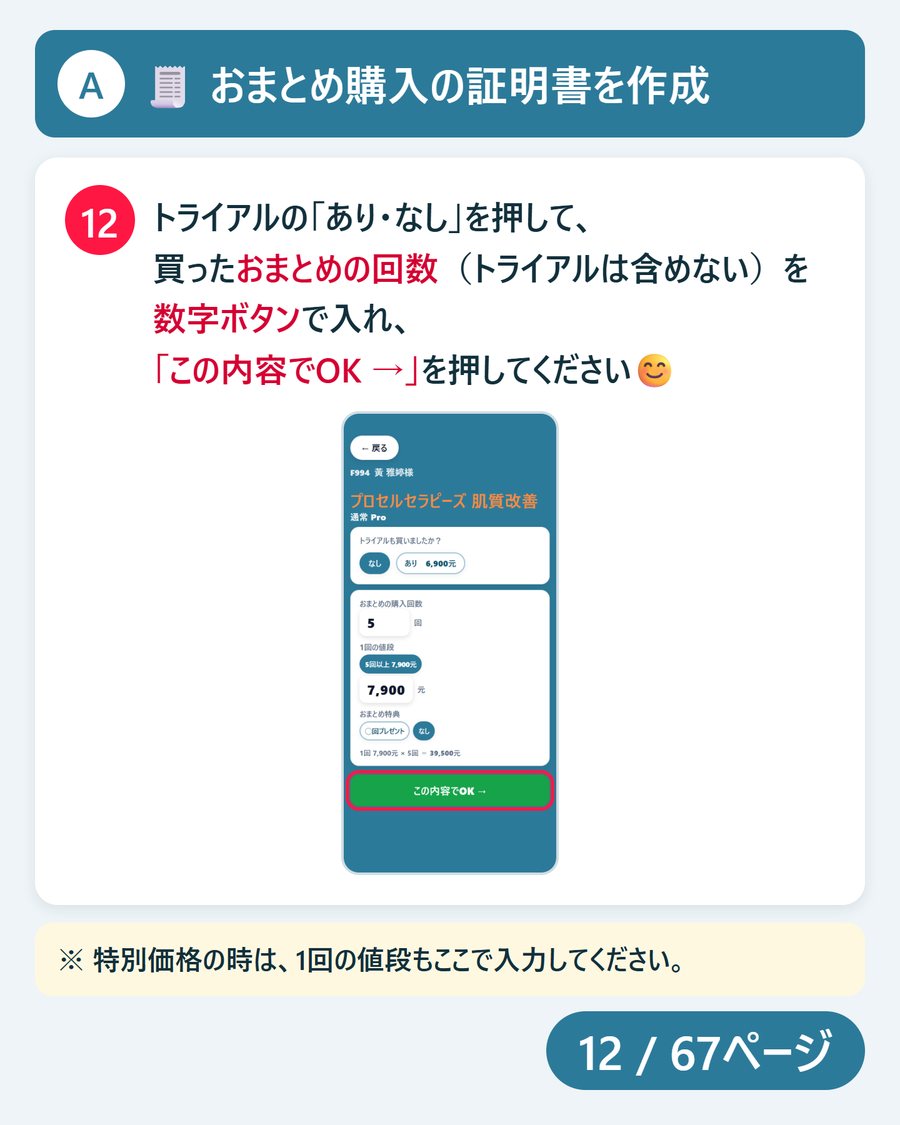 A おまとめ購入の証明書を作成
12 トライアルの「あり・なし」を押して、
買ったおまとめの回数（トライアルは含めない）を
数字ボタンで入れ、
「この内容でOK →」を押してください
← 戻る
F994 黃 雅婷様
プロセルセラピーズ 肌質改善
通常 Pro
トライアルも買いましたか？
なし あり 6,900元
おまとめの購入回数
5 回
1回の値段
5回以上 7,900元
7,900 元
おまとめ特典
〇回プレゼント なし
1回 7,900元 × 5回 ＝ 39,500元
この内容でOK →
※ 特別価格の時は、1回の値段もここで入力してください。
12 / 67ページ